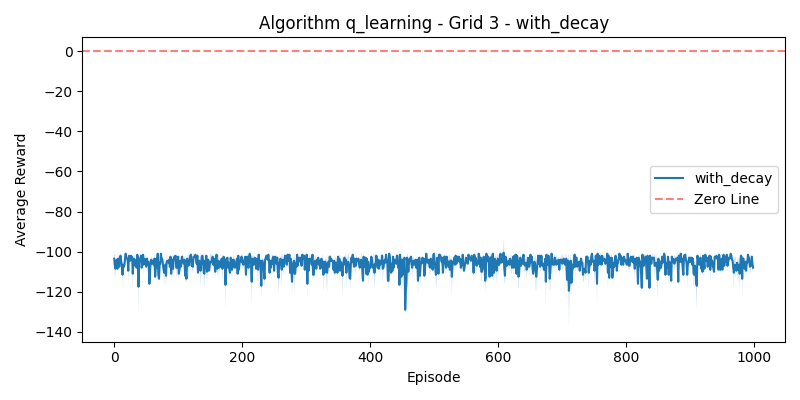 Algorithm q_learning - Grid 3 - with_decay
0
−20
−40
−60
−80
−100
−120
−140
Average Reward
with_decay
Zero Line
0
200
400
600
800
1000
Episode